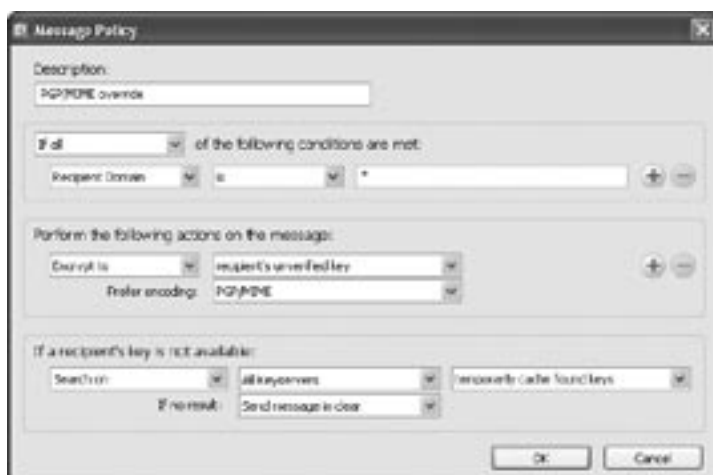 Message Policy
Description:
PGP/MIME override
If all of the following conditions are met:
Recipient Domain is *
Perform the following actions on the message:
Encrypt to recipient's unverified key
Prefer encoding: PGP/MIME
If a recipient's key is not available:
Search on All keyservers temporarily cache found keys
If no result: Send message in clear
OK Cancel